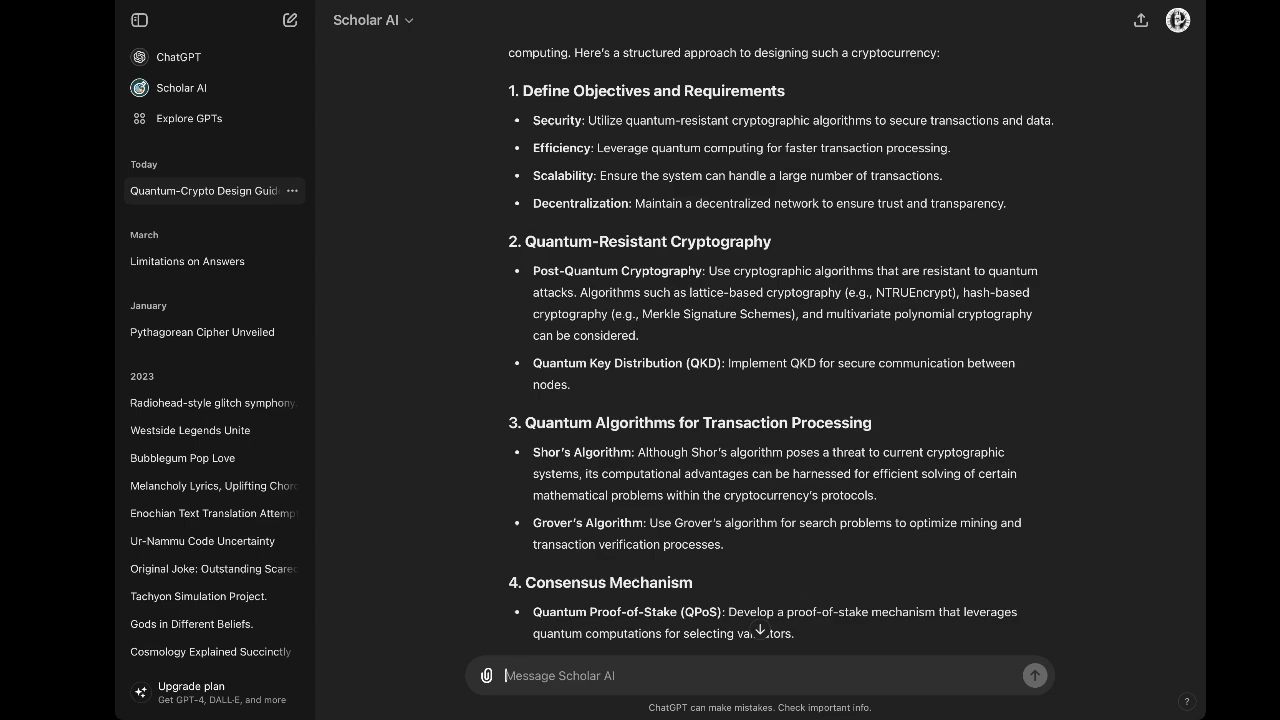 Scholar AI
ChatGPT
Scholar AI
Explore GPTs
Today
Quantum-Crypto Design Guid
March
Limitations on Answers
January
Pythagorean Cipher Unveiled
2023
Radiohead-style glitch symphony.
Westside Legends Unite
Bubblegum Pop Love
Melancholy Lyrics, Uplifting Chor
Enochian Text Translation Attemp
Ur-Nammu Code Uncertainty
Original Joke: Outstanding Scare
Tachyon Simulation Project.
Gods in Different Beliefs.
Cosmology Explained Succinctly
Upgrade plan
Get GPT-4, DALL·E, and more
computing. Here's a structured approach to designing such a cryptocurrency:
1. Define Objectives and Requirements
• Security: Utilize quantum-resistant cryptographic algorithms to secure transactions and data.
• Efficiency: Leverage quantum computing for faster transaction processing.
• Scalability: Ensure the system can handle a large number of transactions.
• Decentralization: Maintain a decentralized network to ensure trust and transparency.
2. Quantum-Resistant Cryptography
• Post-Quantum Cryptography: Use cryptographic algorithms that are resistant to quantum
attacks. Algorithms such as lattice-based cryptography (e.g., NTRUEncrypt), hash-based
cryptography (e.g., Merkle Signature Schemes), and multivariate polynomial cryptography
can be considered.
• Quantum Key Distribution (QKD): Implement QKD for secure communication between
nodes.
3. Quantum Algorithms for Transaction Processing
• Shor's Algorithm: Although Shor's algorithm poses a threat to current cryptographic
systems, its computational advantages can be harnessed for efficient solving of certain
mathematical problems within the cryptocurrency's protocols.
• Grover's Algorithm: Use Grover's algorithm for search problems to optimize mining and
transaction verification processes.
4. Consensus Mechanism
• Quantum Proof-of-Stake (QPoS): Develop a proof-of-stake mechanism that leverages
quantum computations for selecting
Message Scholar AI
ChatGPT can make mistakes. Check important info.
?